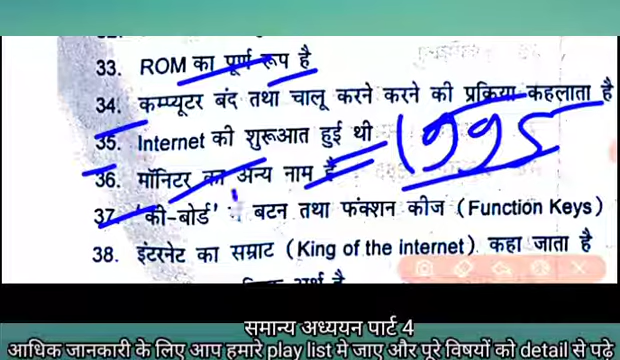 33. ROM का पूर्ण रूप है
34. कम्प्यूटर बंद तथा चालू करने करने की प्रक्रिया कहलाता है
35. Internet की शुरूआत हुई थी 1995
36. मॉनिटर का अन्य नाम है
37. 'की-बोर्ड' बटन तथा फंक्शन कीज (Function Keys)
38. इंटरनेट का सम्राट (King of the internet) कहा जाता है
समान्य अध्ययन पार्ट 4
आधिक जानकारी के लिए आप हमारे play list मे जाए और पूरे विषयों को detail से पढ़े